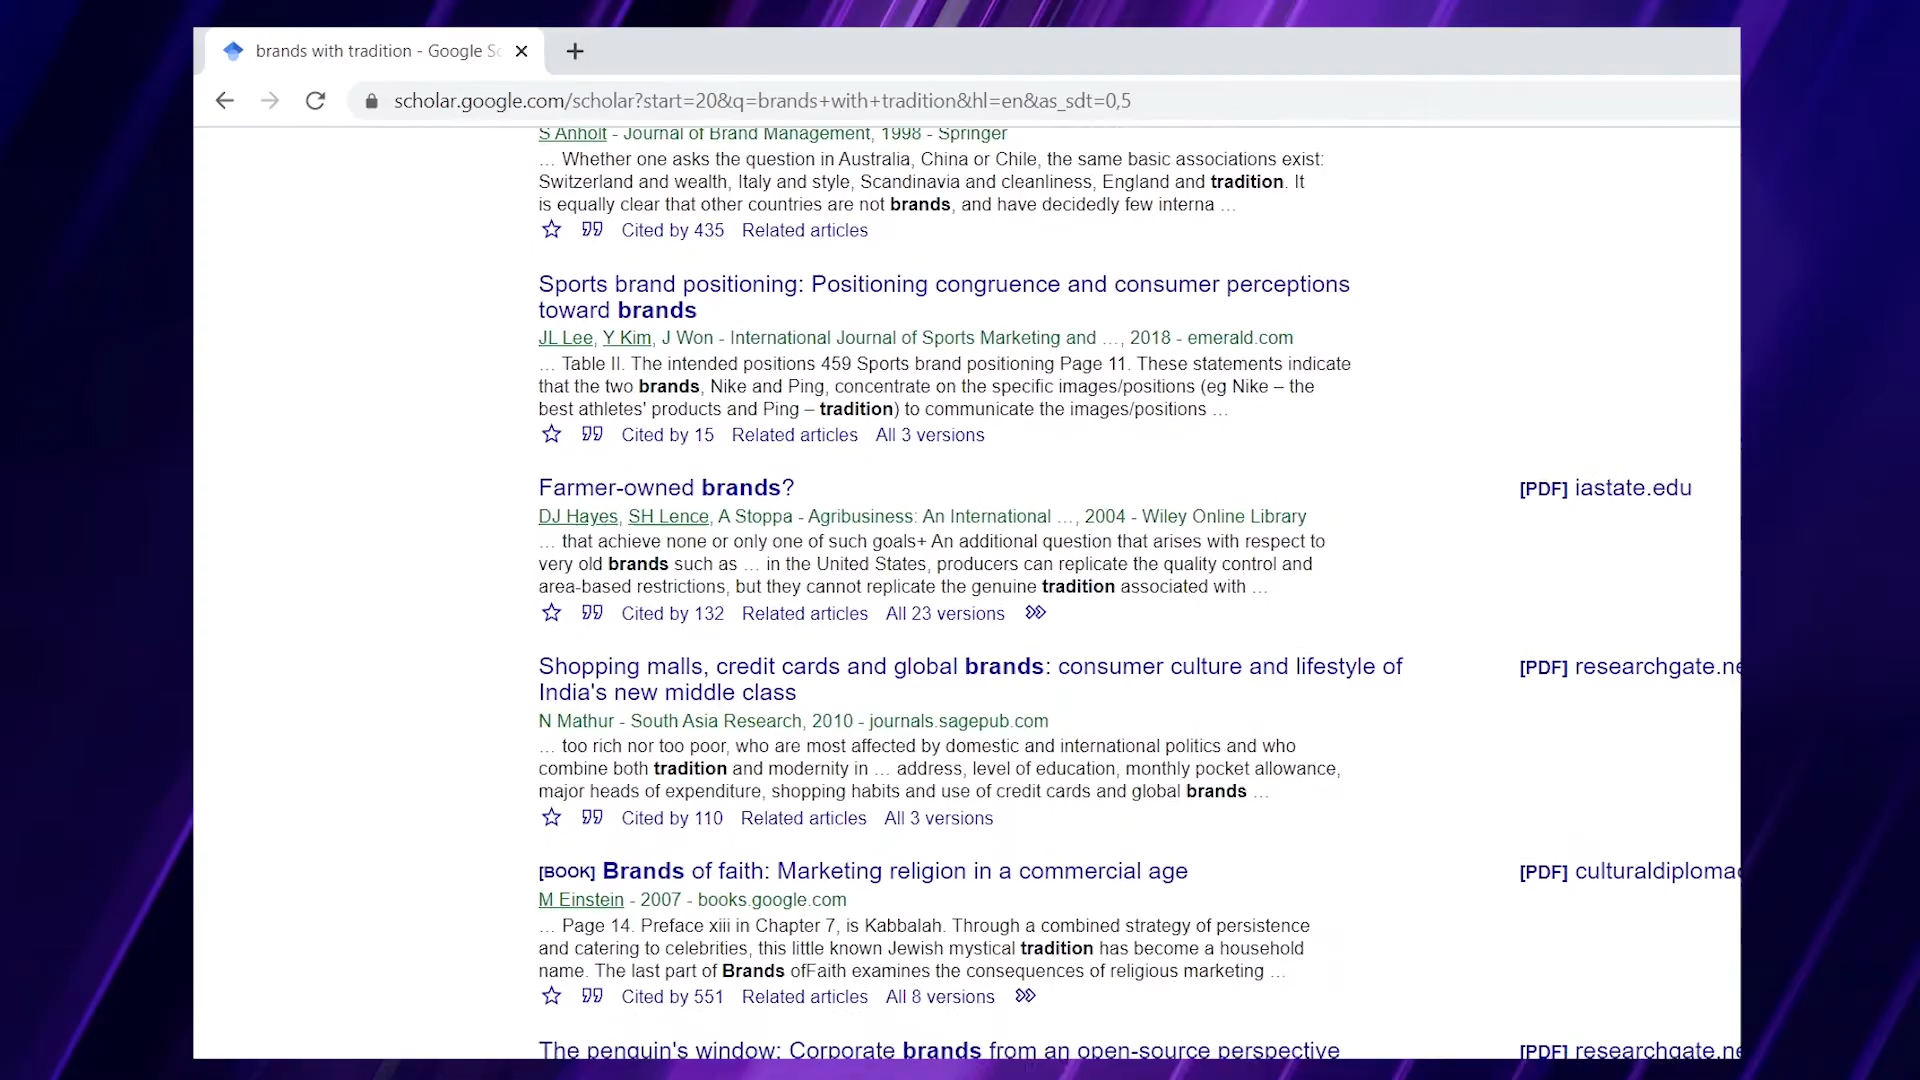 brands with tradition - Google Sc
scholar.google.com/scholar?start=20&q=brands+with+tradition&hl=en&as_sdt=0,5
S Anholt - Journal of Brand Management, 1998 - Springer
... Whether one asks the question in Australia, China or Chile, the same basic associations exist:
Switzerland and wealth, Italy and style, Scandinavia and cleanliness, England and tradition. It
is equally clear that other countries are not brands, and have decidedly few interna ...
Cited by 435 Related articles
Sports brand positioning: Positioning congruence and consumer perceptions
toward brands
JL Lee, Y Kim, J Won - International Journal of Sports Marketing and ..., 2018 - emerald.com
... Table II. The intended positions 459 Sports brand positioning Page 11. These statements indicate
that the two brands, Nike and Ping, concentrate on the specific images/positions (eg Nike – the
best athletes' products and Ping – tradition) to communicate the images/positions ...
Cited by 15 Related articles All 3 versions
Farmer-owned brands?
[PDF] iastate.edu
DJ Hayes, SH Lence, A Stoppa - Agribusiness: An International ..., 2004 - Wiley Online Library
... that achieve none or only one of such goals+ An additional question that arises with respect to
very old brands such as ... in the United States, producers can replicate the quality control and
area-based restrictions, but they cannot replicate the genuine tradition associated with ...
Cited by 132 Related articles All 23 versions
Shopping malls, credit cards and global brands: consumer culture and lifestyle of
India's new middle class
[PDF] researchgate.ne
N Mathur - South Asia Research, 2010 - journals.sagepub.com
... too rich nor too poor, who are most affected by domestic and international politics and who
combine both tradition and modernity in ... address, level of education, monthly pocket allowance,
major heads of expenditure, shopping habits and use of credit cards and global brands ...
Cited by 110 Related articles All 3 versions
[BOOK] Brands of faith: Marketing religion in a commercial age
[PDF] culturaldiplomac
M Einstein - 2007 - books.google.com
... Page 14. Preface xiii in Chapter 7, is Kabbalah. Through a combined strategy of persistence
and catering to celebrities, this little known Jewish mystical tradition has become a household
name. The last part of Brands ofFaith examines the consequences of religious marketing ...
Cited by 551 Related articles All 8 versions
The penguin's window: Corporate brands from an open-source perspective
[PDF] researchgate.ne